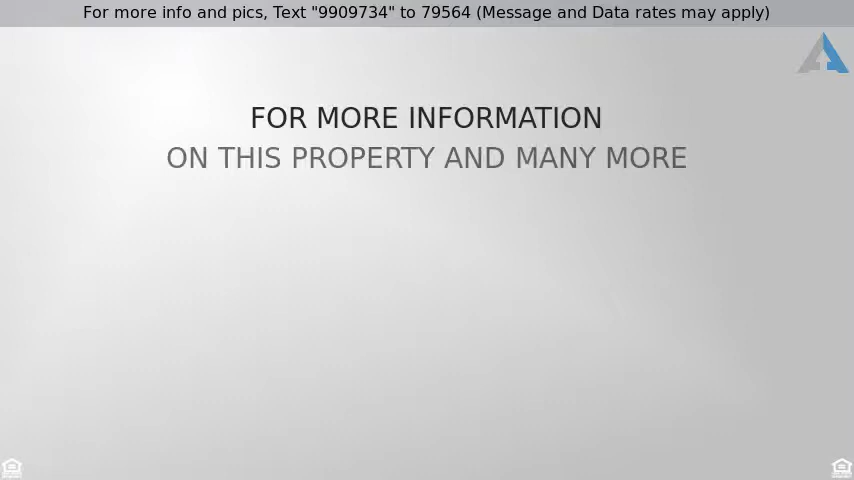 For more info and pics, Text "9909734" to 79564 (Message and Data rates may apply)
FOR MORE INFORMATION
ON THIS PROPERTY AND MANY MORE